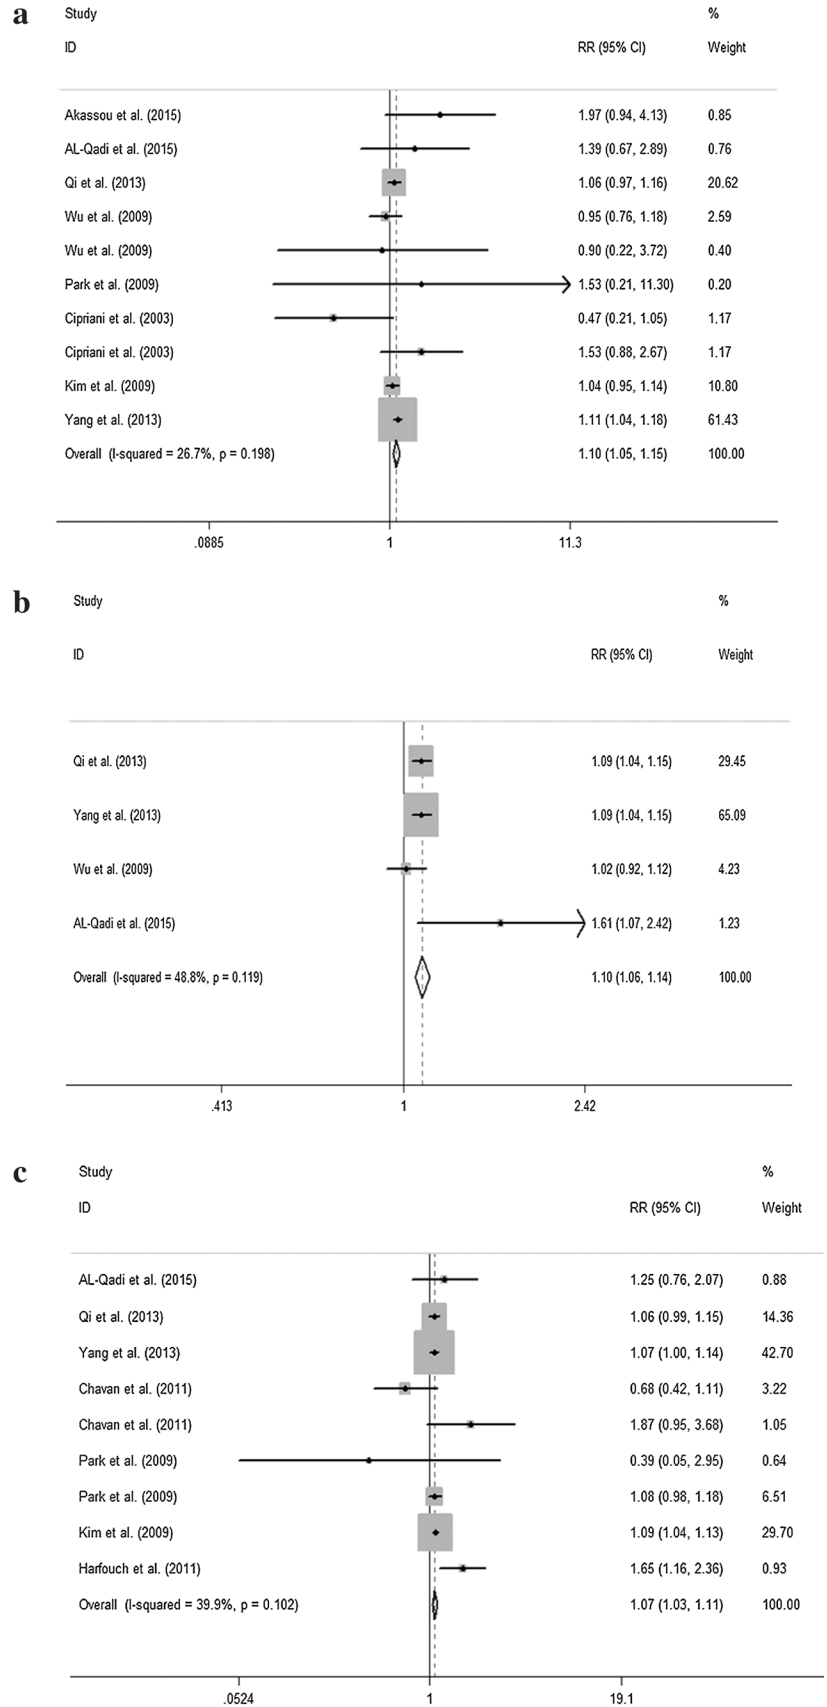 a
Study %
ID RR (95% CI) Weight
Akassou et al. (2015) 1.97 (0.94, 4.13) 0.85
AL-Qadi et al. (2015) 1.39 (0.67, 2.89) 0.76
Qi et al. (2013) 1.06 (0.97, 1.16) 20.62
Wu et al. (2009) 0.95 (0.76, 1.18) 2.59
Wu et al. (2009) 0.90 (0.22, 3.72) 0.40
Park et al. (2009) 1.53 (0.21, 11.30) 0.20
Cipriani et al. (2003) 0.47 (0.21, 1.05) 1.17
Cipriani et al. (2003) 1.53 (0.88, 2.67) 1.17
Kim et al. (2009) 1.04 (0.95, 1.14) 10.80
Yang et al. (2013) 1.11 (1.04, 1.18) 61.43
Overall (I-squared = 26.7%, p = 0.198) 1.10 (1.05, 1.15) 100.00
.0885 1 11.3
b
Study %
ID RR (95% CI) Weight
Qi et al. (2013) 1.09 (1.04, 1.15) 29.45
Yang et al. (2013) 1.09 (1.04, 1.15) 65.09
Wu et al. (2009) 1.02 (0.92, 1.12) 4.23
AL-Qadi et al. (2015) 1.61 (1.07, 2.42) 1.23
Overall (I-squared = 48.8%, p = 0.119) 1.10 (1.06, 1.14) 100.00
.413 1 2.42
c
Study %
ID RR (95% CI) Weight
AL-Qadi et al. (2015) 1.25 (0.76, 2.07) 0.88
Qi et al. (2013) 1.06 (0.99, 1.15) 14.36
Yang et al. (2013) 1.07 (1.00, 1.14) 42.70
Chavan et al. (2011) 0.68 (0.42, 1.11) 3.22
Chavan et al. (2011) 1.87 (0.95, 3.68) 1.05
Park et al. (2009) 0.39 (0.05, 2.95) 0.64
Park et al. (2009) 1.08 (0.98, 1.18) 6.51
Kim et al. (2009) 1.09 (1.04, 1.13) 29.70
Harfouch et al. (2011) 1.65 (1.16, 2.36) 0.93
Overall (I-squared = 39.9%, p = 0.102) 1.07 (1.03, 1.11) 100.00
.0524 1 19.1